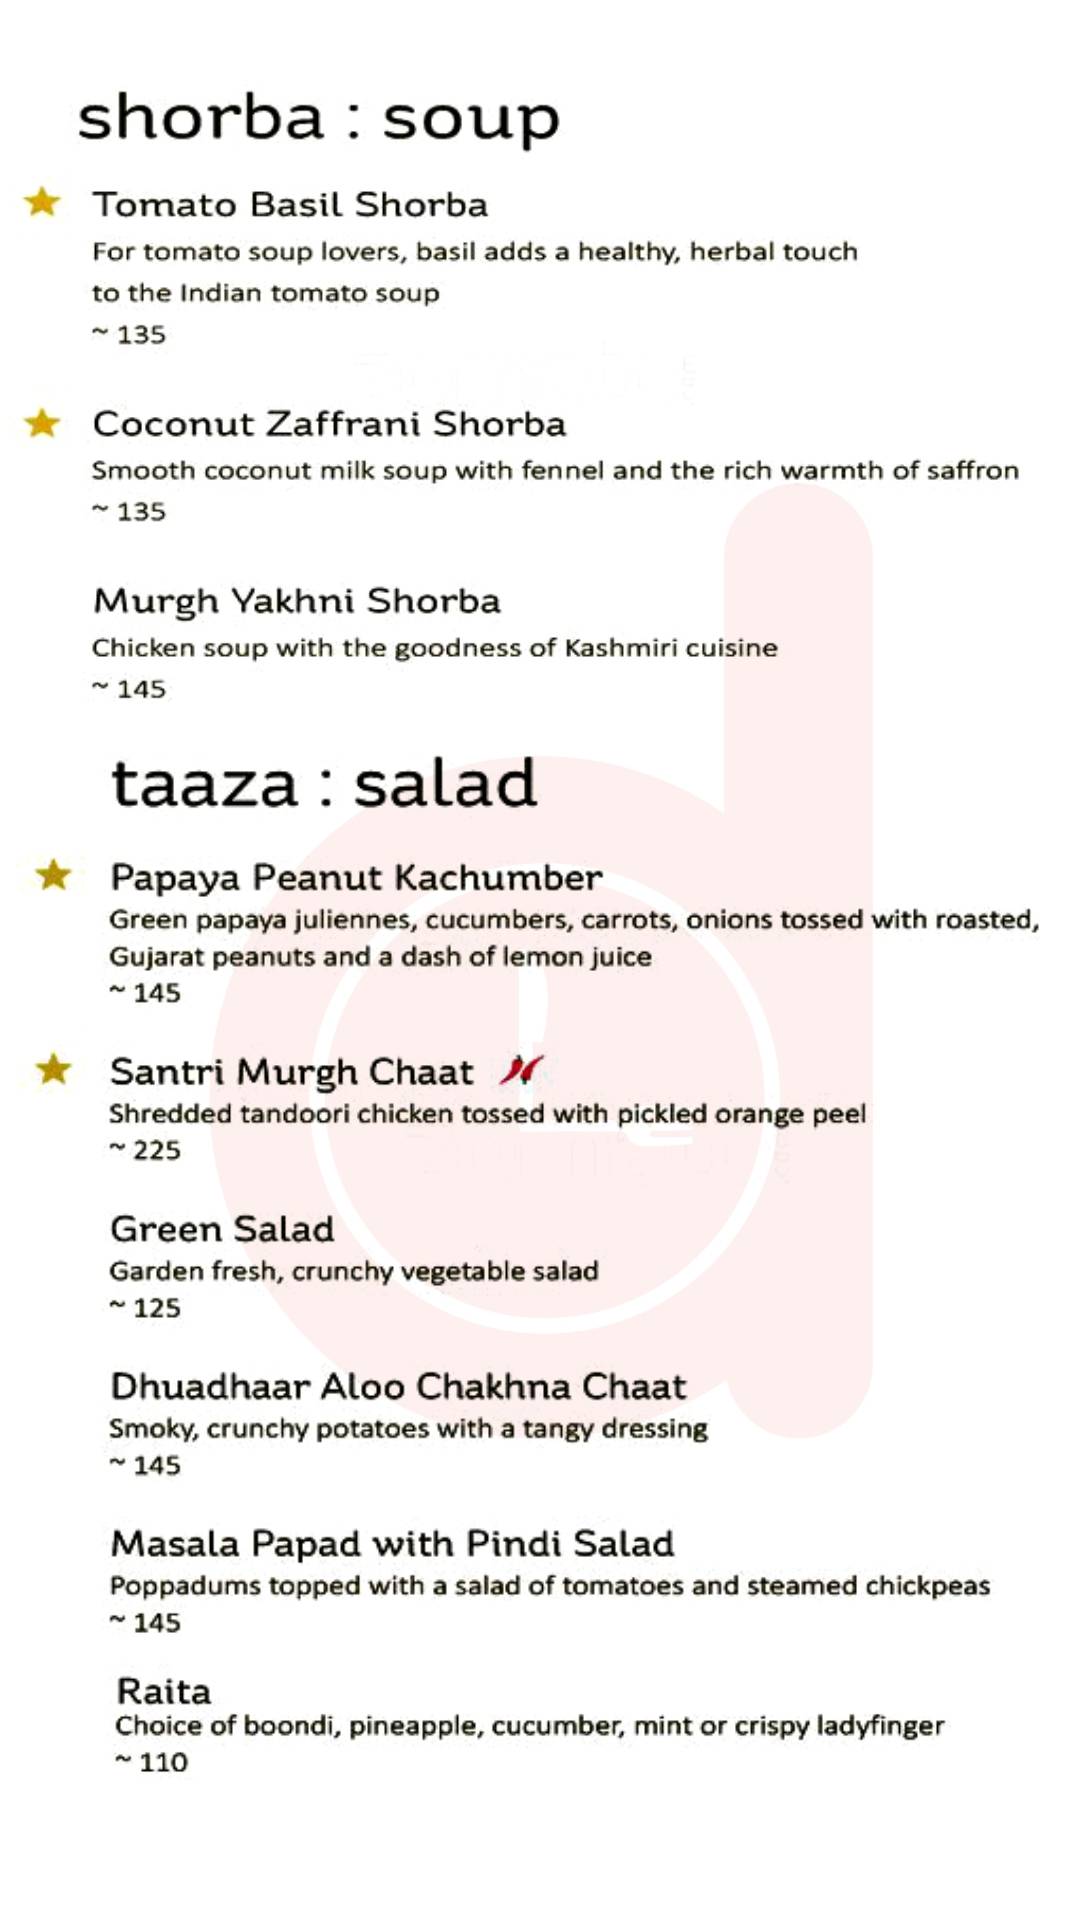 shorba : soup
Tomato Basil Shorba
For tomato soup lovers, basil adds a healthy, herbal touch
to the Indian tomato soup
~ 135
Coconut Zaffrani Shorba
Smooth coconut milk soup with fennel and the rich warmth of saffron
~ 135
Murgh Yakhni Shorba
Chicken soup with the goodness of Kashmiri cuisine
~ 145
taaza : salad
Papaya Peanut Kachumber
Green papaya juliennes, cucumbers, carrots, onions tossed with roasted,
Gujarat peanuts and a dash of lemon juice
~ 145
Santri Murgh Chaat
Shredded tandoori chicken tossed with pickled orange peel
~ 225
Green Salad
Garden fresh, crunchy vegetable salad
~ 125
Dhuadhaar Aloo Chakhna Chaat
Smoky, crunchy potatoes with a tangy dressing
~ 145
Masala Papad with Pindi Salad
Poppadums topped with a salad of tomatoes and steamed chickpeas
~ 145
Raita
Choice of boondi, pineapple, cucumber, mint or crispy ladyfinger
~ 110